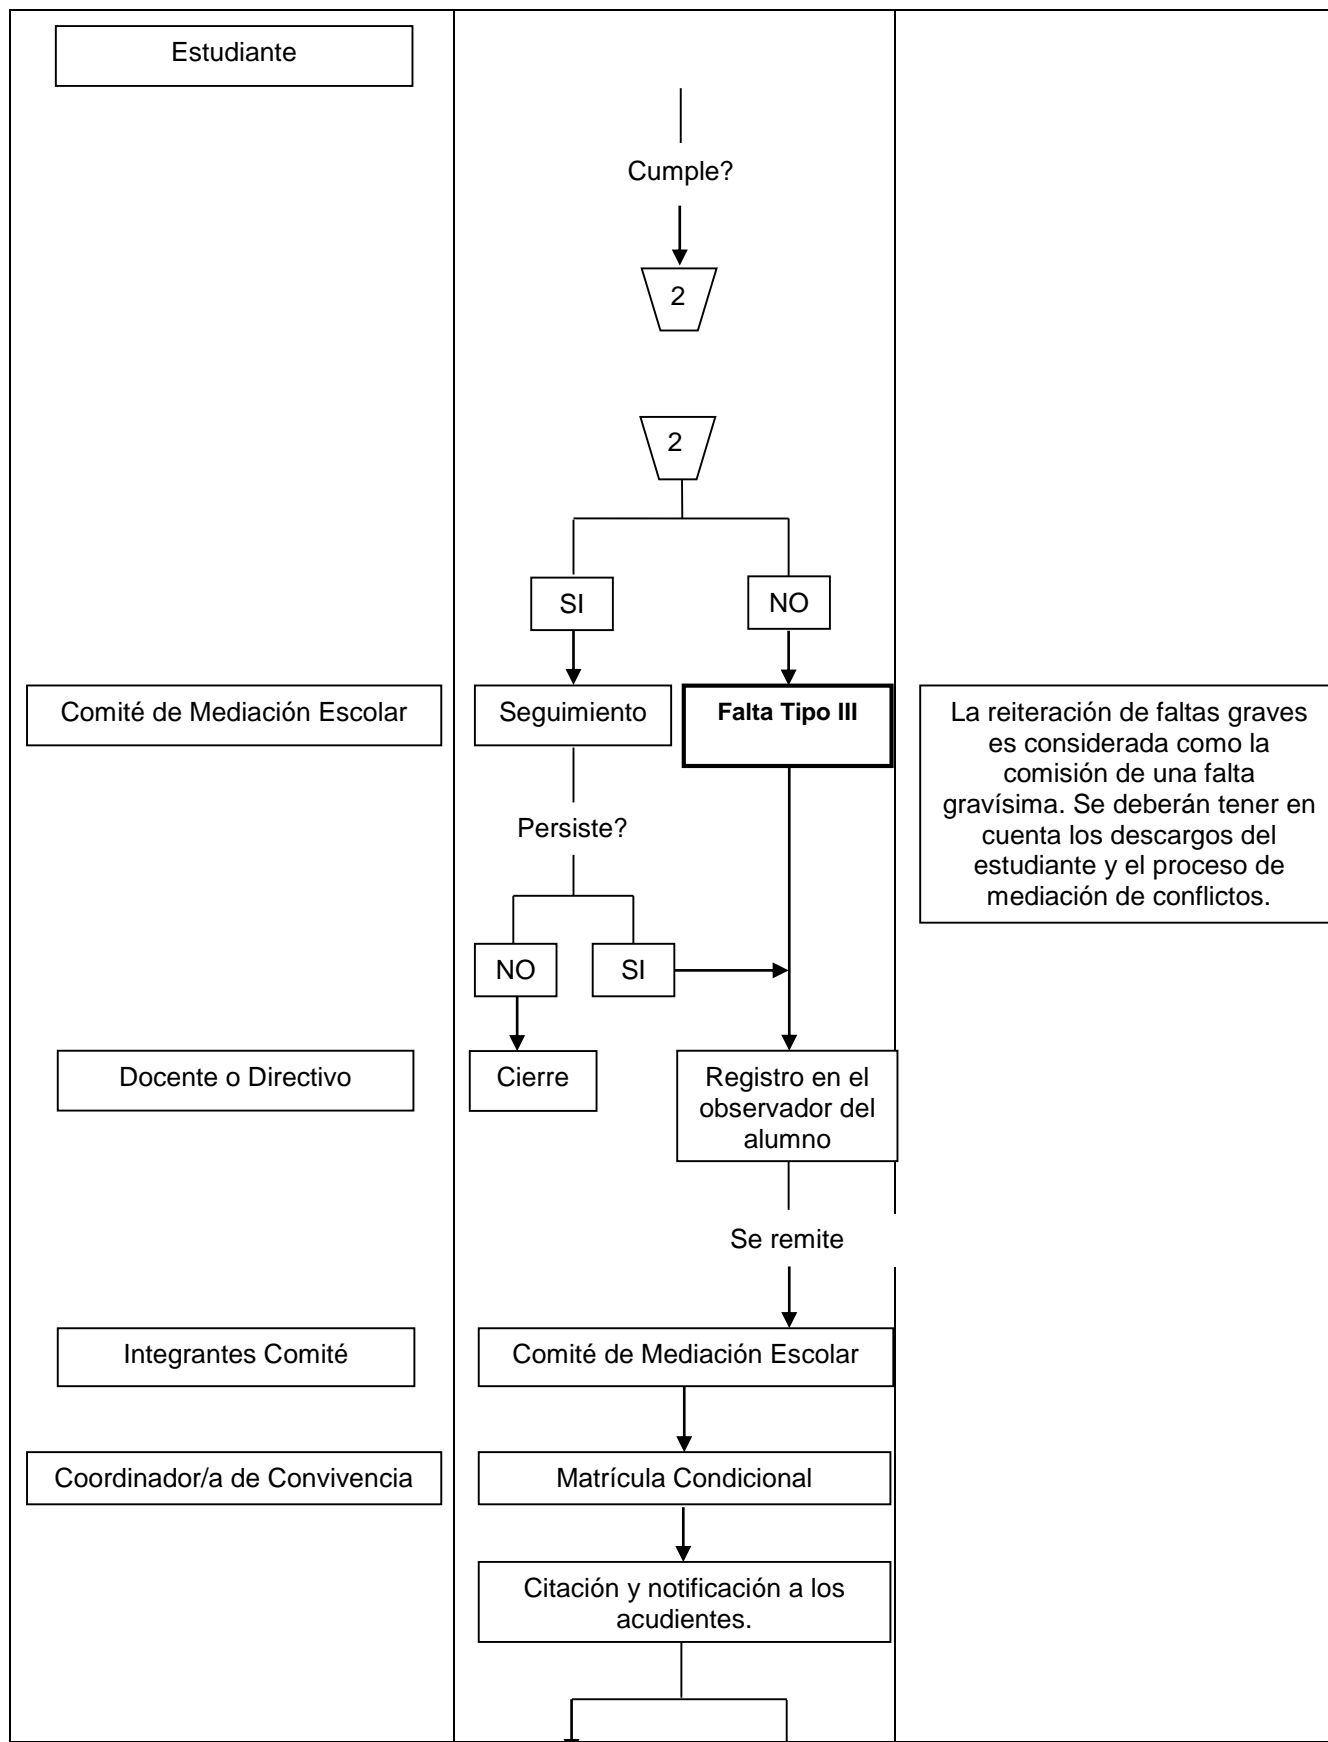 Estudiante
Cumple?
2
2
SI
NO
Comité de Mediación Escolar
Seguimiento
Falta Tipo III
La reiteración de faltas graves
es considerada como la
comisión de una falta
gravísima. Se deberán tener en
cuenta los descargos del
estudiante y el proceso de
mediación de conflictos.
Persiste?
NO
SI
Docente o Directivo
Cierre
Registro en el
observador del
alumno
Se remite
Integrantes Comité
Comité de Mediación Escolar
Coordinador/a de Convivencia
Matrícula Condicional
Citación y notificación a los
acudientes.